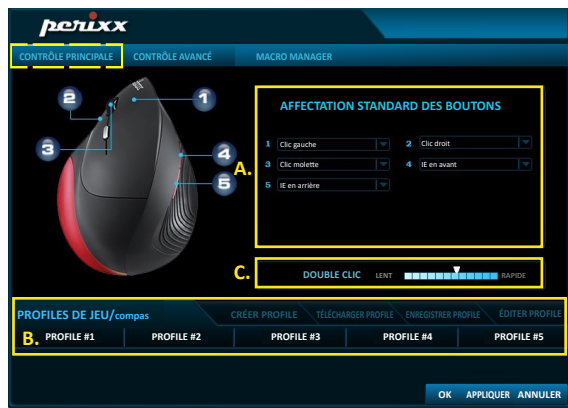 perixx
CONTRÔLE PRINCIPALE CONTRÔLE AVANCÉ MACRO MANAGER
1
2
3
4
5
A.
AFFECTATION STANDARD DES BOUTONS
1 Clic gauche 2 Clic droit
3 Clic molette 4 IE en avant
5 IE en arrière
C.
DOUBLE CLIC LENT RAPIDE
PROFILES DE JEU/compas CRÉER PROFILE TÉLÉCHARGER PROFILE ENREGISTRER PROFILE ÉDITER PROFILE
B. PROFILE #1 PROFILE #2 PROFILE #3 PROFILE #4 PROFILE #5
OK APPLIQUER ANNULER